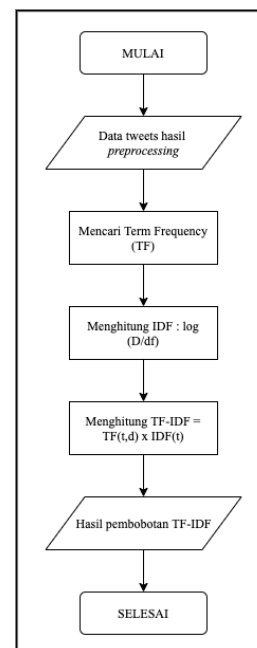 MULAI
Data tweets hasil
preprocessing
Mencari Term Frequency
(TF)
Menghitung IDF : log
(D/df)
Menghitung TF-IDF =
TF(t,d) x IDF(t)
Hasil pembobotan TF-IDF
SELESAI